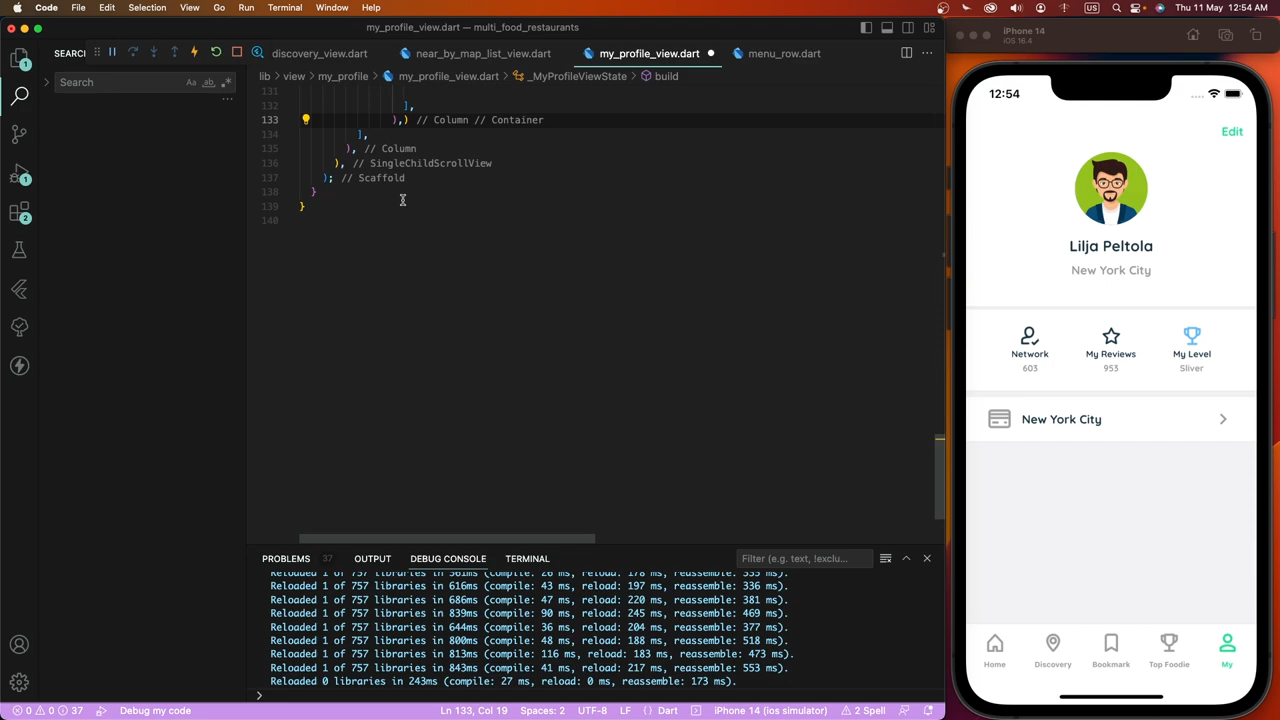 Code File Edit Selection View Go Run Terminal Window Help US Thu 11 May 12:54 AM
my_profile_view.dart — multi_food_restaurants
SEARCH
discovery_view.dart near_by_map_list_view.dart my_profile_view.dart menu_row.dart
lib > view > my_profile > my_profile_view.dart > _MyProfileViewState > build
Search
Aa ab
131
132 ],
133 ),) // Column // Container
134 ],
135 ), // Column
136 ), // SingleChildScrollView
137 ); // Scaffold
138 }
139 }
140
1
1
2
PROBLEMS 37 OUTPUT DEBUG CONSOLE TERMINAL Filter (e.g. text, !exclu...
Reloaded 1 of 757 libraries in 616ms (compile: 43 ms, reload: 197 ms, reassemble: 336 ms).
Reloaded 1 of 757 libraries in 686ms (compile: 47 ms, reload: 220 ms, reassemble: 381 ms).
Reloaded 1 of 757 libraries in 839ms (compile: 90 ms, reload: 245 ms, reassemble: 469 ms).
Reloaded 1 of 757 libraries in 644ms (compile: 36 ms, reload: 204 ms, reassemble: 377 ms).
Reloaded 1 of 757 libraries in 800ms (compile: 48 ms, reload: 188 ms, reassemble: 518 ms).
Reloaded 1 of 757 libraries in 813ms (compile: 116 ms, reload: 183 ms, reassemble: 473 ms).
Reloaded 1 of 757 libraries in 843ms (compile: 41 ms, reload: 217 ms, reassemble: 553 ms).
Reloaded 0 libraries in 243ms (compile: 27 ms, reload: 0 ms, reassemble: 173 ms).
>
0 0 37 Debug my code Ln 133, Col 19 Spaces: 2 UTF-8 LF { } Dart iPhone 14 (ios simulator) 2 Spell
iPhone 14
iOS 16.4
12:54
Edit
Lilja Peltola
New York City
Network My Reviews My Level
603 953 Sliver
New York City
Home Discovery Bookmark Top Foodie My